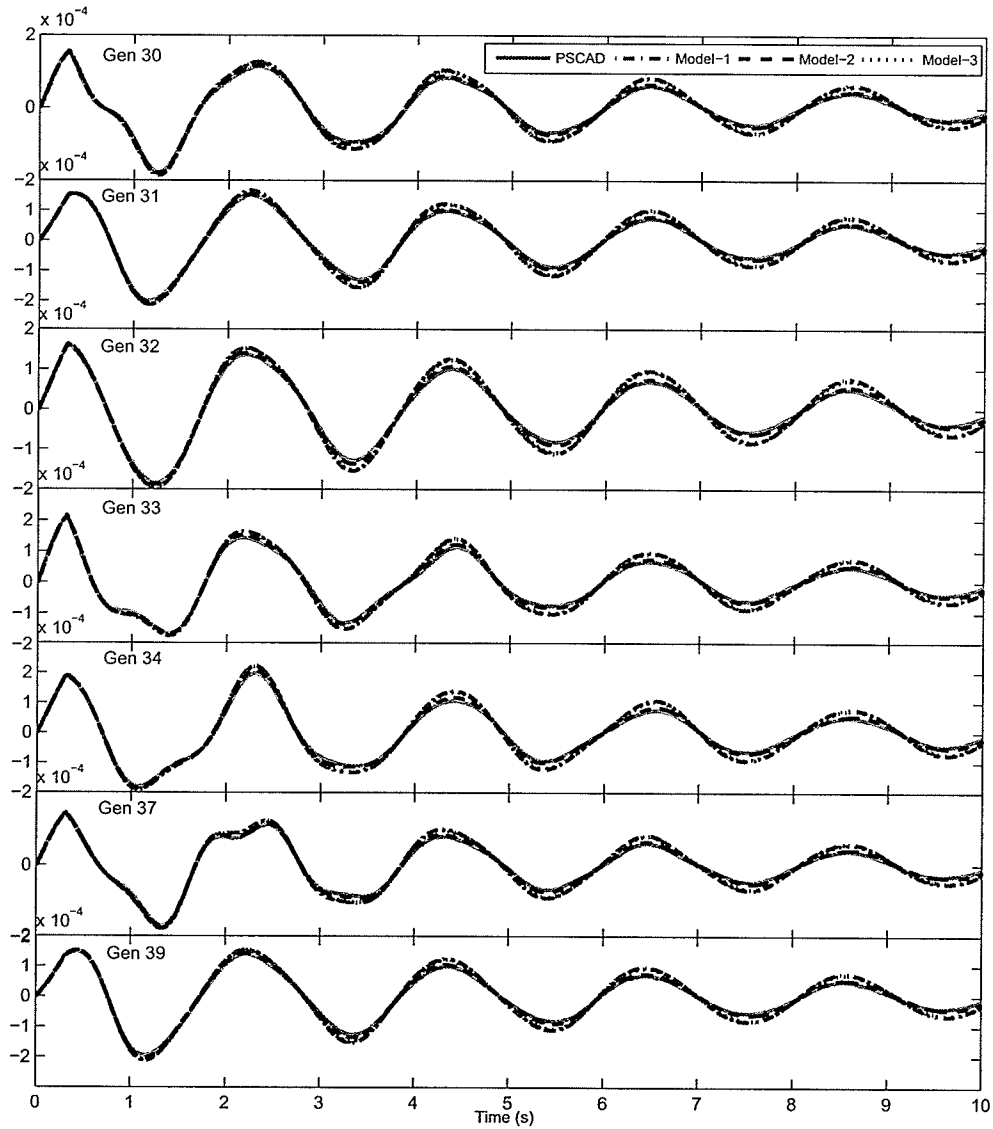 x 10⁻⁴
2
Gen 30
PSCAD Model−1 Model−2 Model−3
0
−2
x 10⁻⁴
2
Gen 31
1
0
−1
−2
x 10⁻⁴
2
Gen 32
1
0
−1
−2
x 10⁻⁴
Gen 33
2
1
0
−1
−2
x 10⁻⁴
Gen 34
2
1
0
−1
−2
x 10⁻⁴
Gen 37
0
−2
x 10⁻⁴
2
Gen 39
1
0
−1
−2
0 1 2 3 4 5 6 7 8 9 10
Time (s)